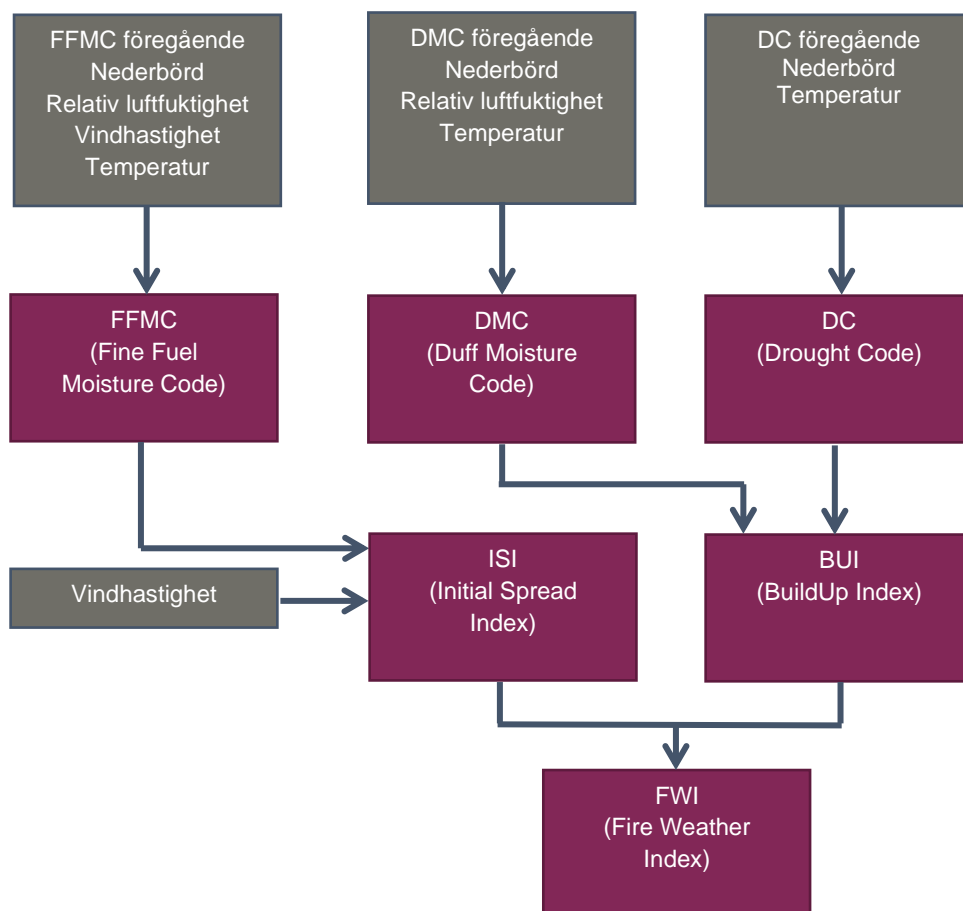 FFMC föregående
Nederbörd
Relativ luftfuktighet
Vindhastighet
Temperatur
DMC föregående
Nederbörd
Relativ luftfuktighet
Temperatur
DC föregående
Nederbörd
Temperatur
FFMC
(Fine Fuel
Moisture Code)
DMC
(Duff Moisture
Code)
DC
(Drought Code)
Vindhastighet
ISI
(Initial Spread
Index)
BUI
(BuildUp Index)
FWI
(Fire Weather
Index)